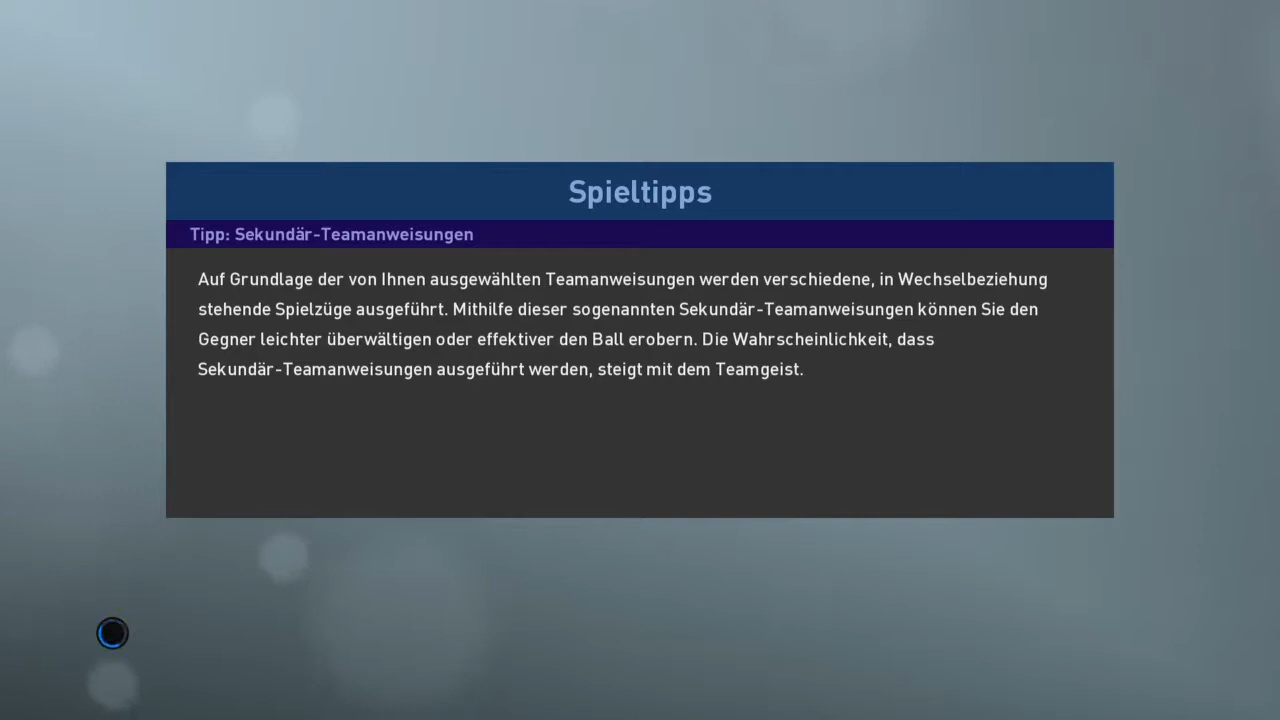 Spieltipps
Tipp: Sekundär-Teamanweisungen
Auf Grundlage der von Ihnen ausgewählten Teamanweisungen werden verschiedene, in Wechselbeziehung
stehende Spielzüge ausgeführt. Mithilfe dieser sogenannten Sekundär-Teamanweisungen können Sie den
Gegner leichter überwältigen oder effektiver den Ball erobern. Die Wahrscheinlichkeit, dass
Sekundär-Teamanweisungen ausgeführt werden, steigt mit dem Teamgeist.